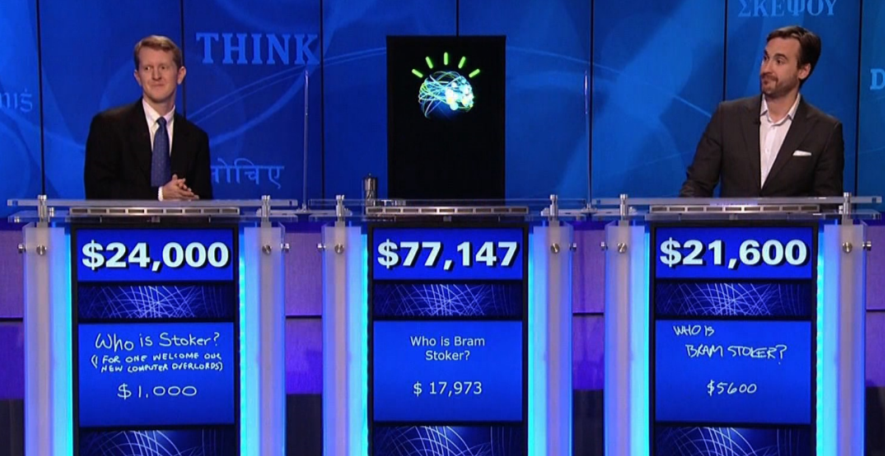 ΣΚΕΨΟΥ
THINK
$24,000
$77,147
$21,600
Who is Stoker?
(I FOR ONE WELCOME OUR
NEW COMPUTER OVERLORDS)
$1,000
Who is Bram
Stoker?
$ 17,973
WHO IS
BRAM STOKER?
$5600